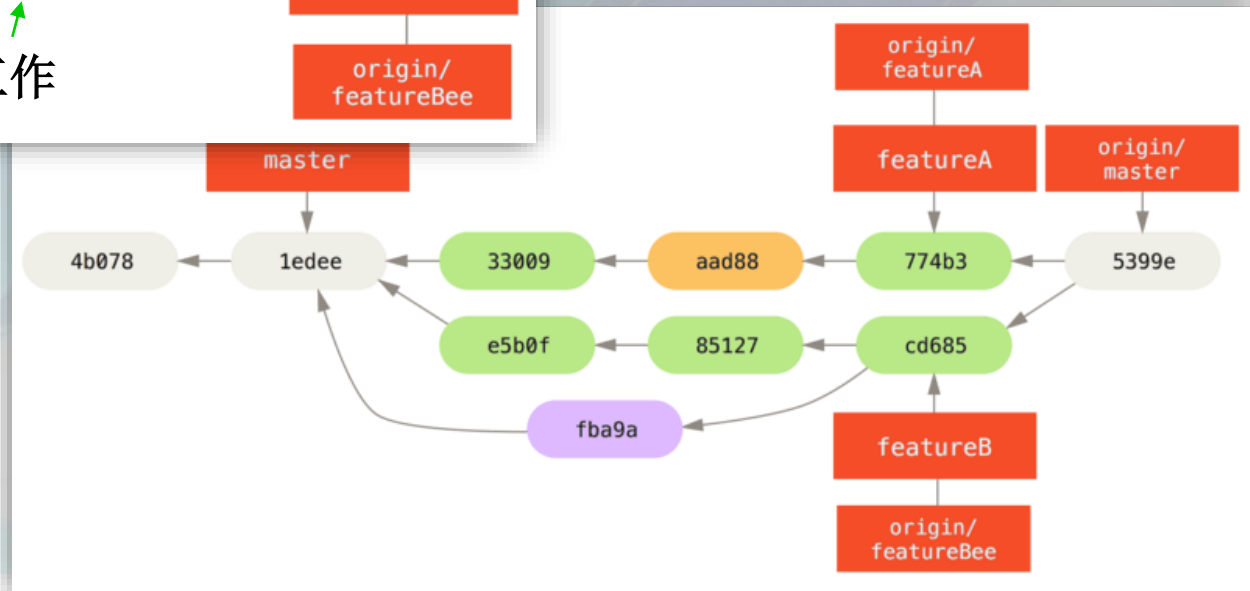 作
origin/
featureBee
origin/
featureA
master
featureA
origin/
master
4b078
1edee
33009
aad88
774b3
5399e
e5b0f
85127
cd685
fba9a
featureB
origin/
featureBee